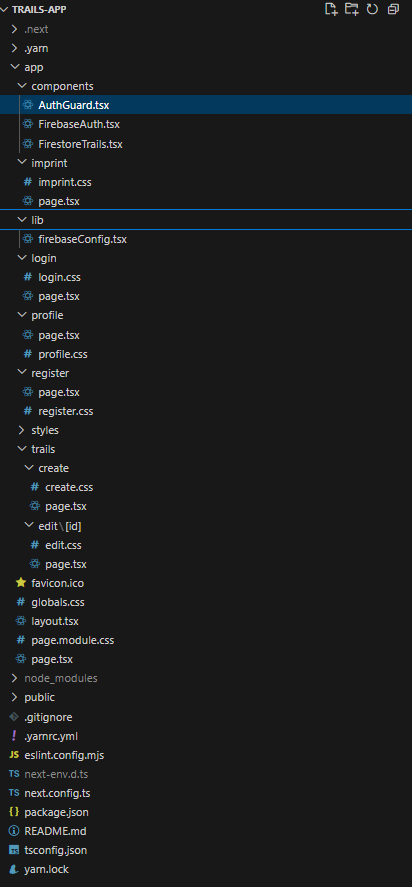 TRAILS-APP
.next
.yarn
app
components
AuthGuard.tsx
FirebaseAuth.tsx
FirestoreTrails.tsx
imprint
# imprint.css
page.tsx
lib
firebaseConfig.tsx
login
# login.css
page.tsx
profile
page.tsx
# profile.css
register
page.tsx
# register.css
styles
trails
create
# create.css
page.tsx
edit\[id]
# edit.css
page.tsx
favicon.ico
# globals.css
layout.tsx
# page.module.css
page.tsx
node_modules
public
.gitignore
! .yarnrc.yml
JS eslint.config.mjs
TS next-env.d.ts
TS next.config.ts
{} package.json
README.md
TS tsconfig.json
yarn.lock